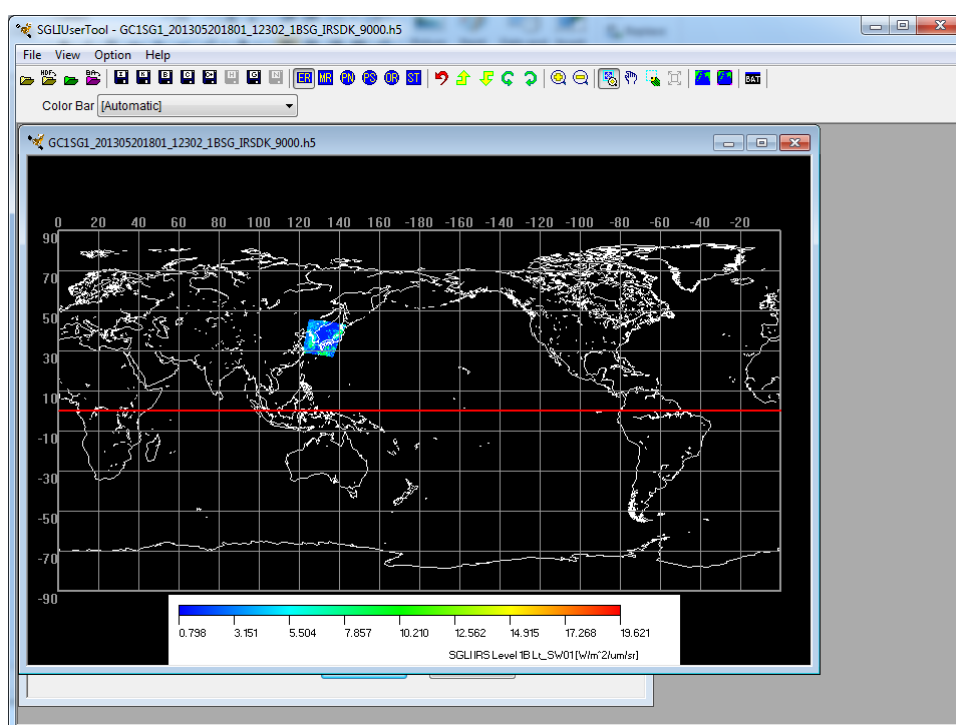 SGLIUserTool - GC1SG1_201305201801_12302_1BSG_IRSDK_9000.h5
File View Option Help
ER MR PN PS OR ST BAT
Color Bar [Automatic]
GC1SG1_201305201801_12302_1BSG_IRSDK_9000.h5
0 20 40 60 80 100 120 140 160 -180 -160 -140 -120 -100 -80 -60 -40 -20
90
70
50
30
10
-10
-30
-50
-70
-90
0.798 3.151 5.504 7.857 10.210 12.562 14.915 17.268 19.621
SGLI IRS Level 1B Lt_SW01[W/m^2/um/sr]